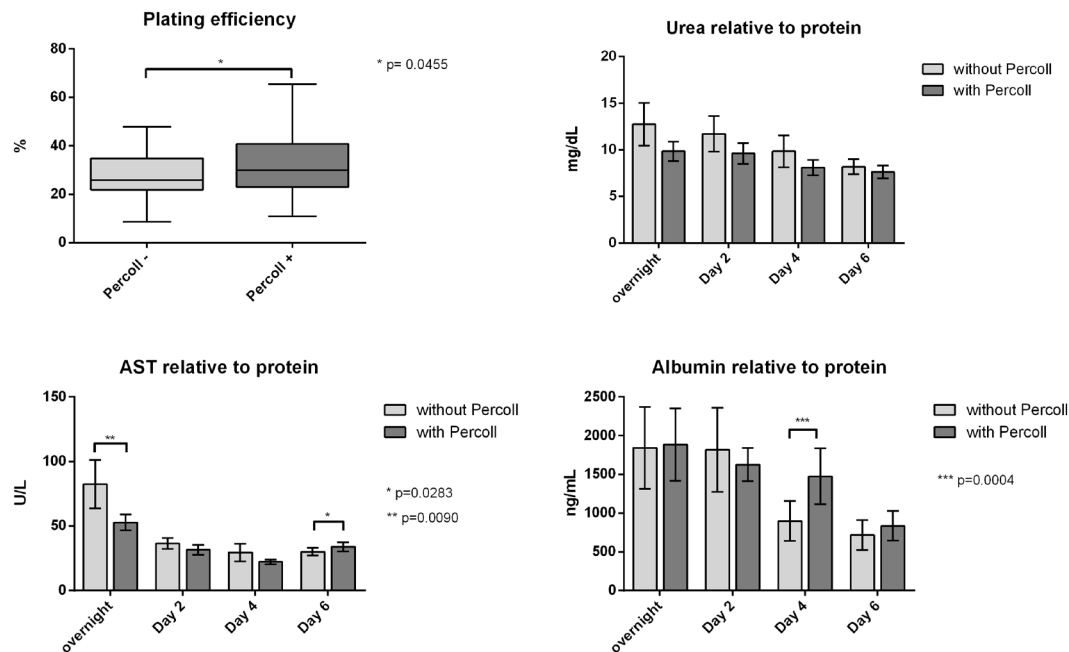 Plating efficiency
80
60
40
20
0
%
*
Percoll -
Percoll +
* p= 0.0455
Urea relative to protein
20
15
10
5
0
mg/dL
overnight
Day 2
Day 4
Day 6
without Percoll
with Percoll
AST relative to protein
150
100
50
0
U/L
**
*
overnight
Day 2
Day 4
Day 6
without Percoll
with Percoll
* p=0.0283
** p=0.0090
Albumin relative to protein
2500
2000
1500
1000
500
0
ng/mL
***
overnight
Day 2
Day 4
Day 6
without Percoll
with Percoll
*** p=0.0004